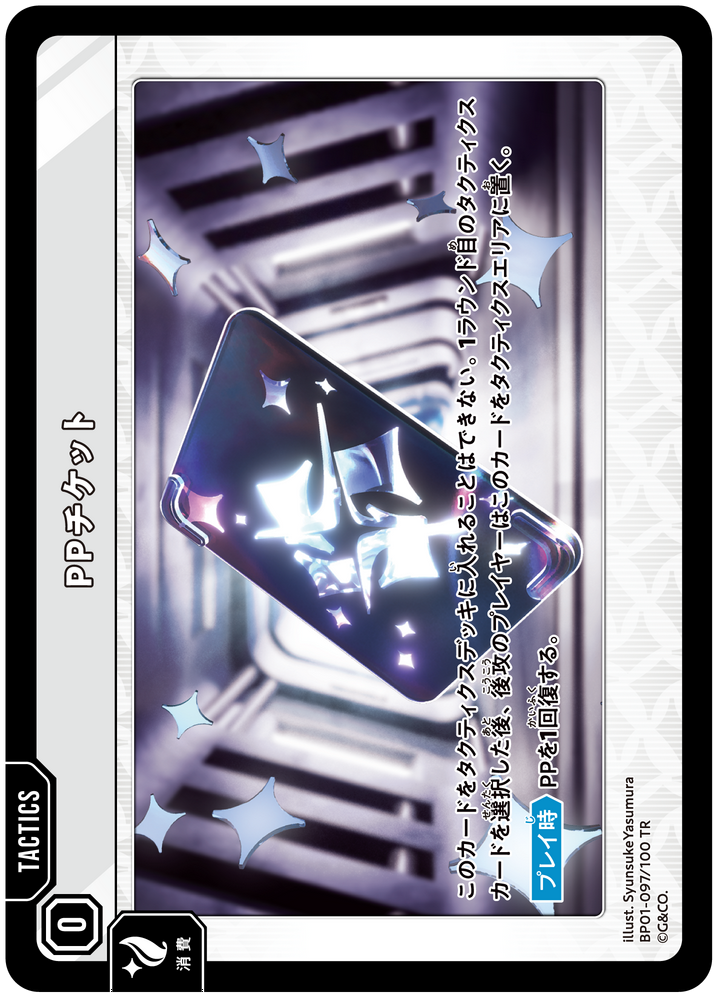 TACTICS
0
PPチケット
消費
このカードをタクティクスデッキに入れることはできない。1ラウンド目のタクティクス
カードを選択した後、後攻のプレイヤーはこのカードをタクティクスエリアに置く。
プレイ時 PPを1回復する。
illust. SyunsukeYasumura
BP01-097/100 TR
©G&CO.